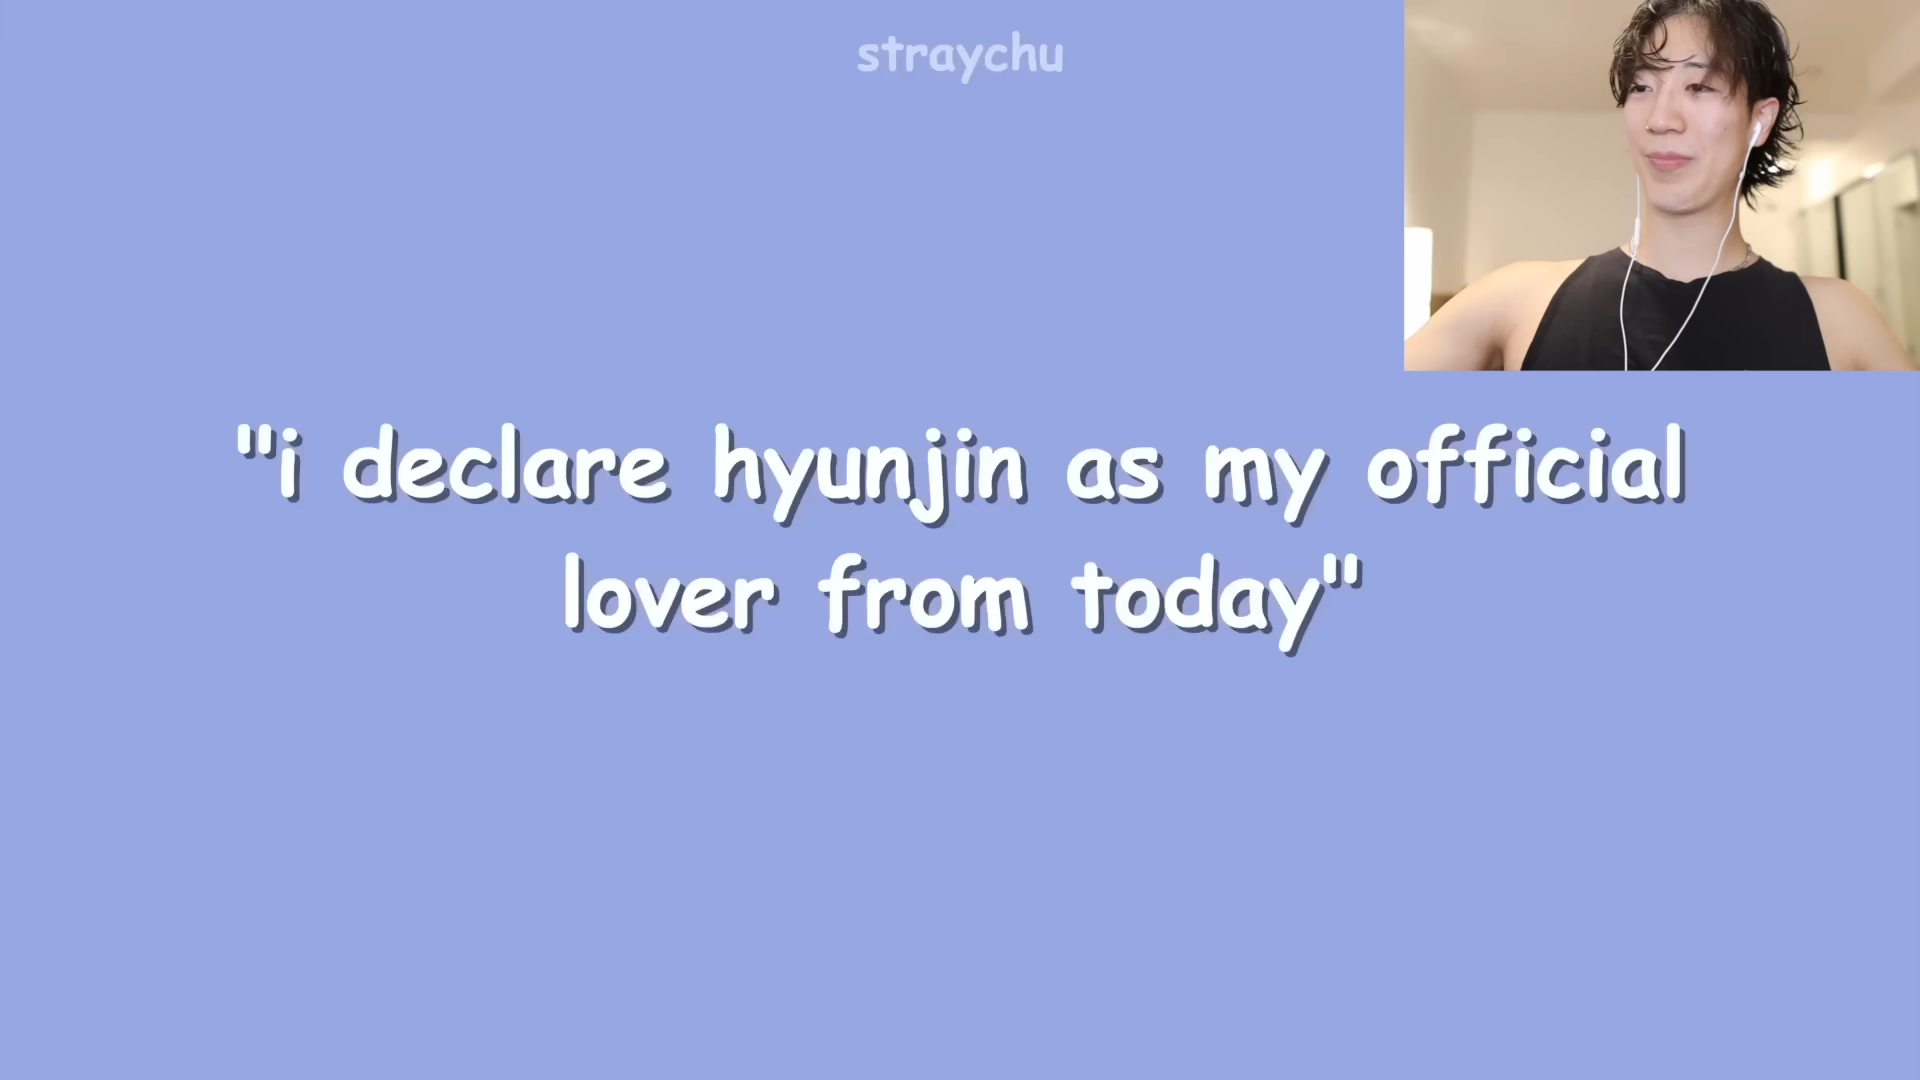 straychu
"i declare hyunjin as my official
lover from today"